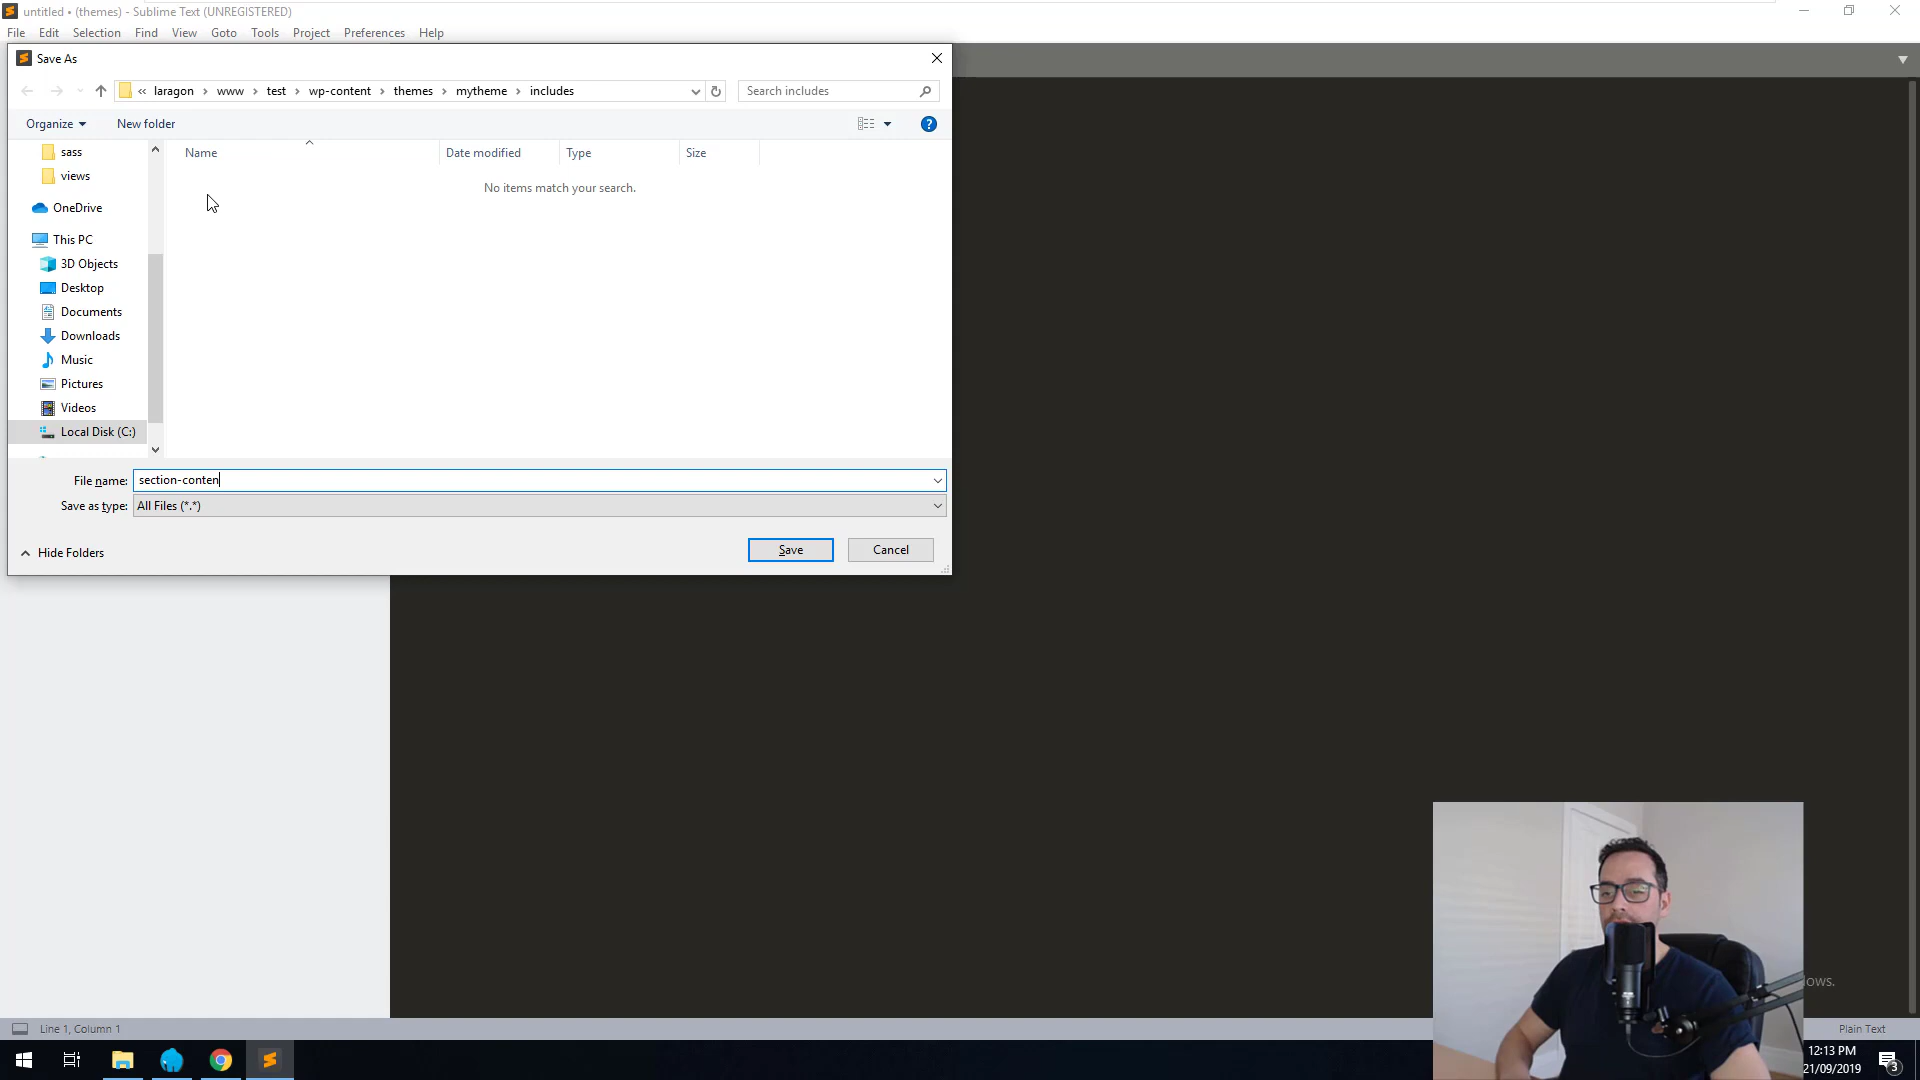 untitled • (themes) - Sublime Text (UNREGISTERED)
File Edit Selection Find View Goto Tools Project Preferences Help
Save As
« laragon › www › test › wp-content › themes › mytheme › includes
Search includes
Organize New folder
Name Date modified Type Size
No items match your search.
sass
views
OneDrive
This PC
3D Objects
Desktop
Documents
Downloads
Music
Pictures
Videos
Local Disk (C:)
File name: section-conten
Save as type: All Files (*.*)
Hide Folders
Save Cancel
ows.
Line 1, Column 1
Plain Text
12:13 PM
21/09/2019
3